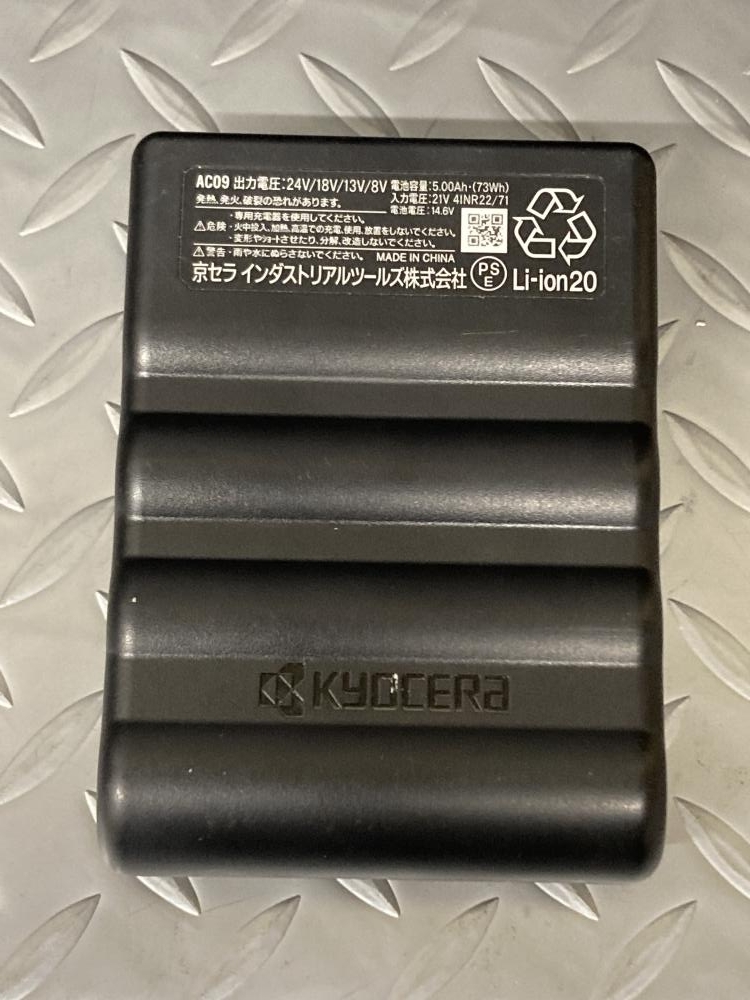 AC09 出力電圧:24V/18V/13V/8V 電池容量:5.00Ah・(73Wh)
発熱、発火、破裂の恐れがあります。 入力電圧:21V 4INR22/71
・専用充電器を使用してください。 電池電圧:14.6V
⚠危険・火中投入、加熱、高温での充電、使用、放置をしないでください。
・変形やショートさせたり、分解、改造しないでください。
⚠警告・雨や水にぬらさないでください。 MADE IN CHINA
京セラ インダストリアルツールズ株式会社 PSE Li-ion20
KYOCERA